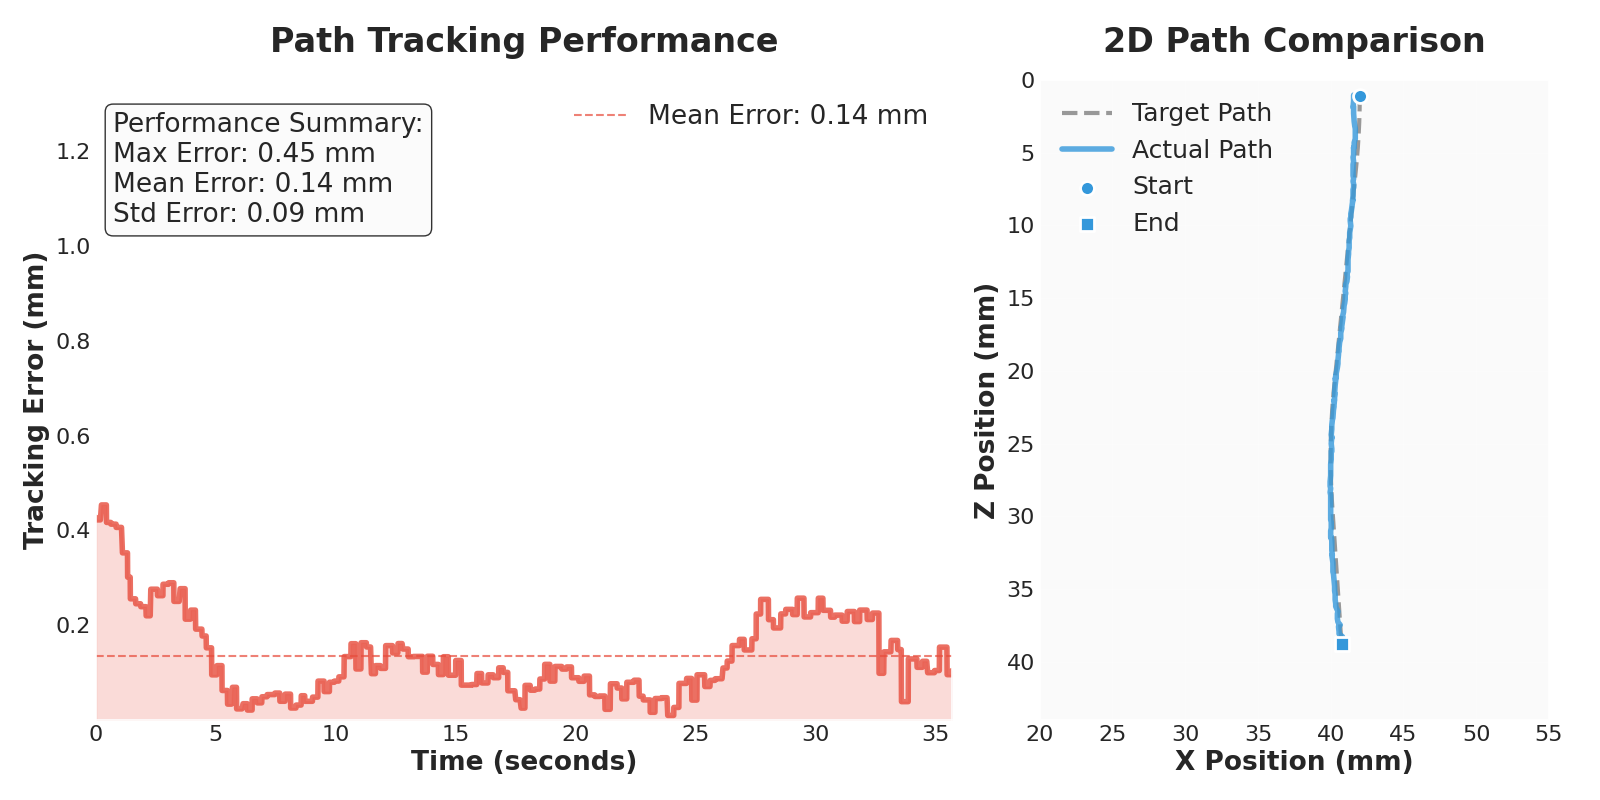 Path Tracking Performance
Performance Summary:
Max Error: 0.45 mm
Mean Error: 0.14 mm
Std Error: 0.09 mm
Mean Error: 0.14 mm
Tracking Error (mm)
1.2
1.0
0.8
0.6
0.4
0.2
0 5 10 15 20 25 30 35
Time (seconds)
2D Path Comparison
Target Path
Actual Path
Start
End
Z Position (mm)
0
5
10
15
20
25
30
35
40
20 25 30 35 40 45 50 55
X Position (mm)